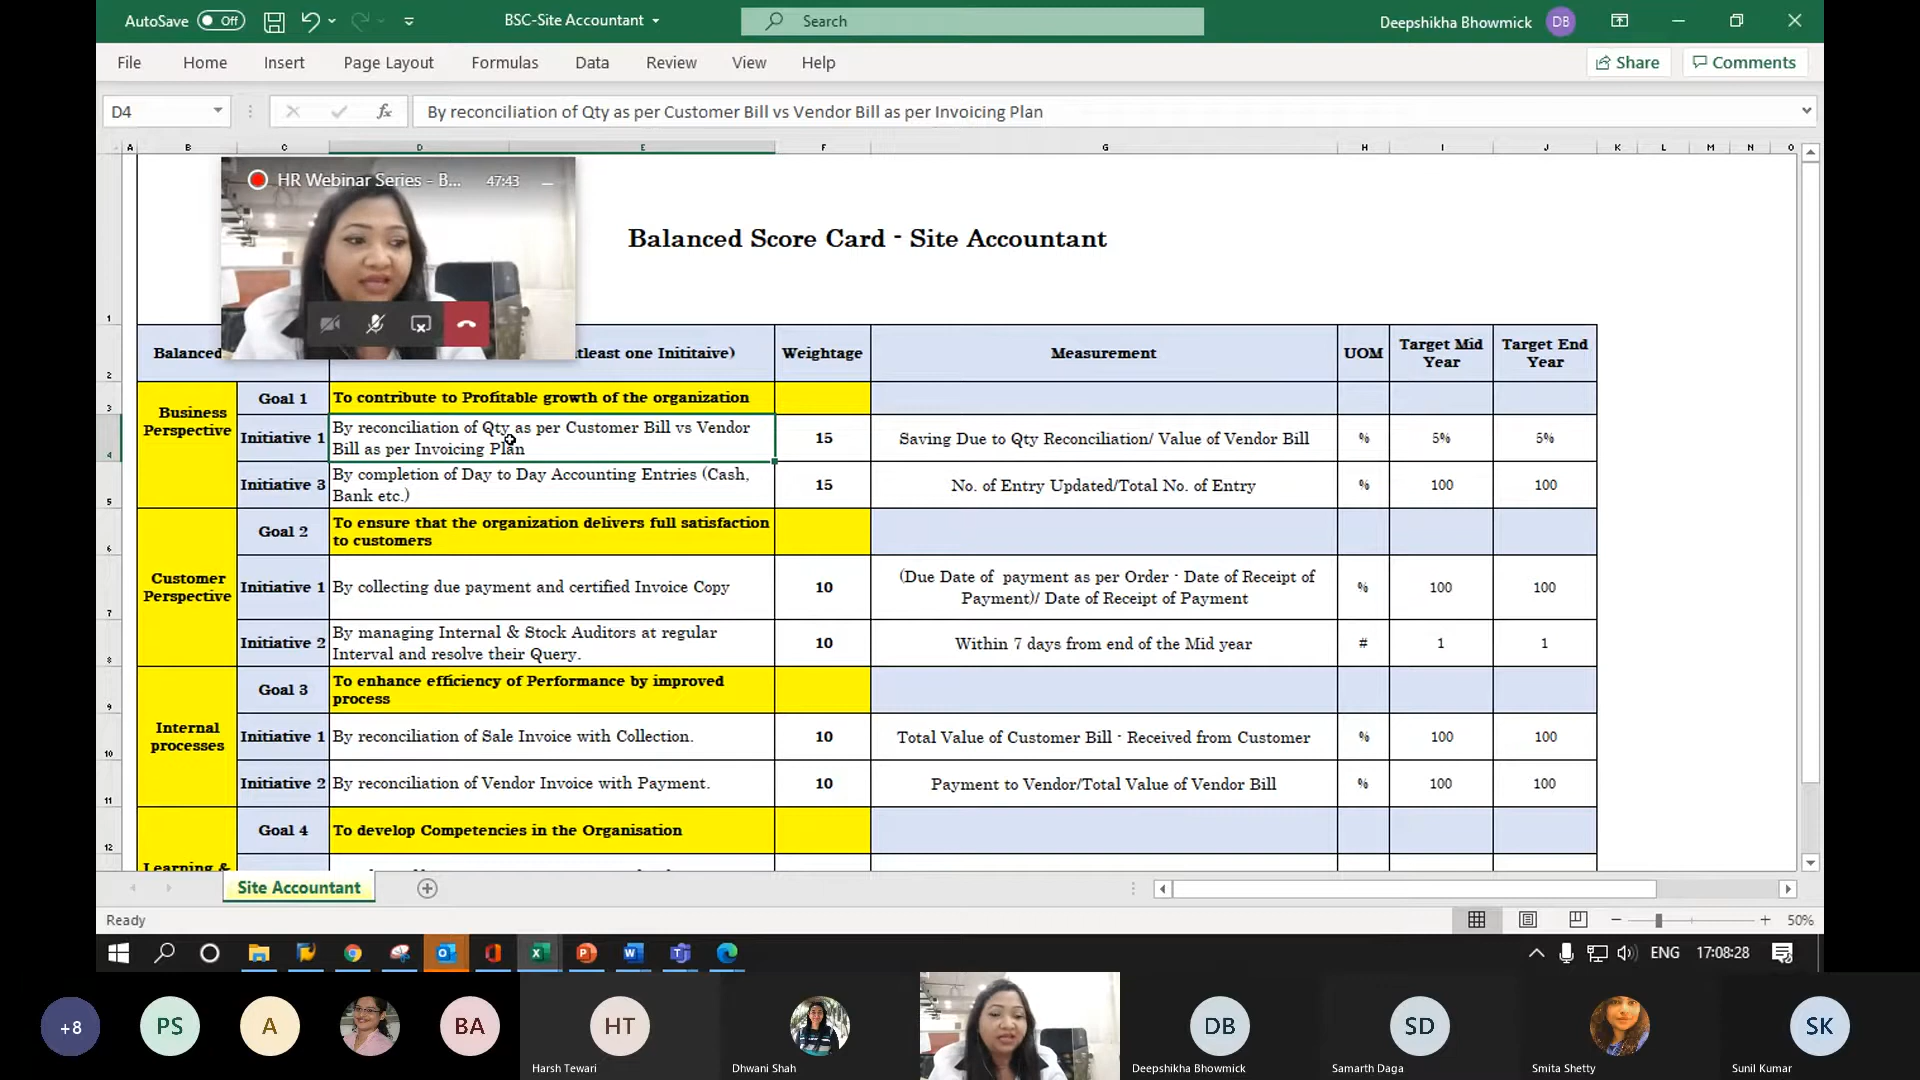 AutoSave Off BSC-Site Accountant Search Deepshikha Bhowmick DB
File Home Insert Page Layout Formulas Data Review View Help Share Comments
D4 fx By reconciliation of Qty as per Customer Bill vs Vendor Bill as per Invoicing Plan
A B C D E F G H I J K L M N O
HR Webinar Series - B... 47:43
Balanced Score Card - Site Accountant
1
Balanced
tleast one Inititaive)
Weightage
Measurement
UOM
Target Mid
Year
Target End
Year
2
Business
Perspective
Goal 1
To contribute to Profitable growth of the organization
3
Initiative 1
By reconciliation of Qty as per Customer Bill vs Vendor
Bill as per Invoicing Plan
15
Saving Due to Qty Reconciliation/ Value of Vendor Bill
%
5%
5%
4
Initiative 3
By completion of Day to Day Accounting Entries (Cash,
Bank etc.)
15
No. of Entry Updated/Total No. of Entry
%
100
100
5
Customer
Perspective
Goal 2
To ensure that the organization delivers full satisfaction
to customers
6
Initiative 1
By collecting due payment and certified Invoice Copy
10
(Due Date of payment as per Order - Date of Receipt of
Payment)/ Date of Receipt of Payment
%
100
100
7
Initiative 2
By managing Internal & Stock Auditors at regular
Interval and resolve their Query.
10
Within 7 days from end of the Mid year
#
1
1
8
Internal
processes
Goal 3
To enhance efficiency of Performance by improved
process
9
Initiative 1
By reconciliation of Sale Invoice with Collection.
10
Total Value of Customer Bill - Received from Customer
%
100
100
10
Initiative 2
By reconciliation of Vendor Invoice with Payment.
10
Payment to Vendor/Total Value of Vendor Bill
%
100
100
11
Learning &
Goal 4
To develop Competencies in the Organisation
12
Site Accountant
Ready
50%
ENG 17:08:28
+8 PS A BA HT DB SD SK
Harsh Tewari Dhwani Shah Deepshikha Bhowmick Samarth Daga Smita Shetty Sunil Kumar